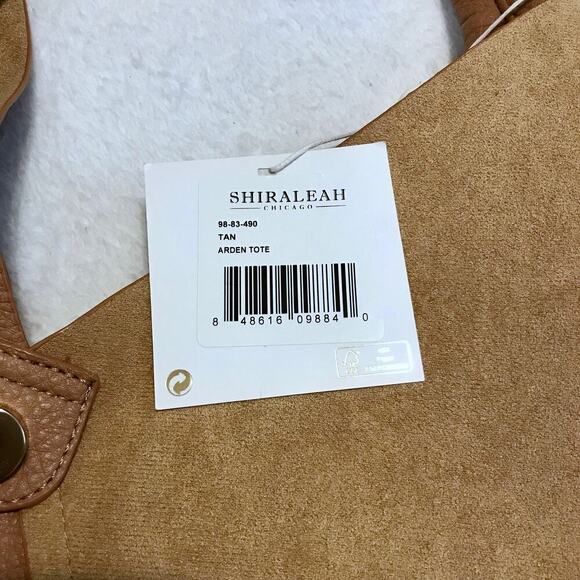 SHIRALEAH
CHICAGO
98-83-490
TAN
ARDEN TOTE
8 48616 09884 0